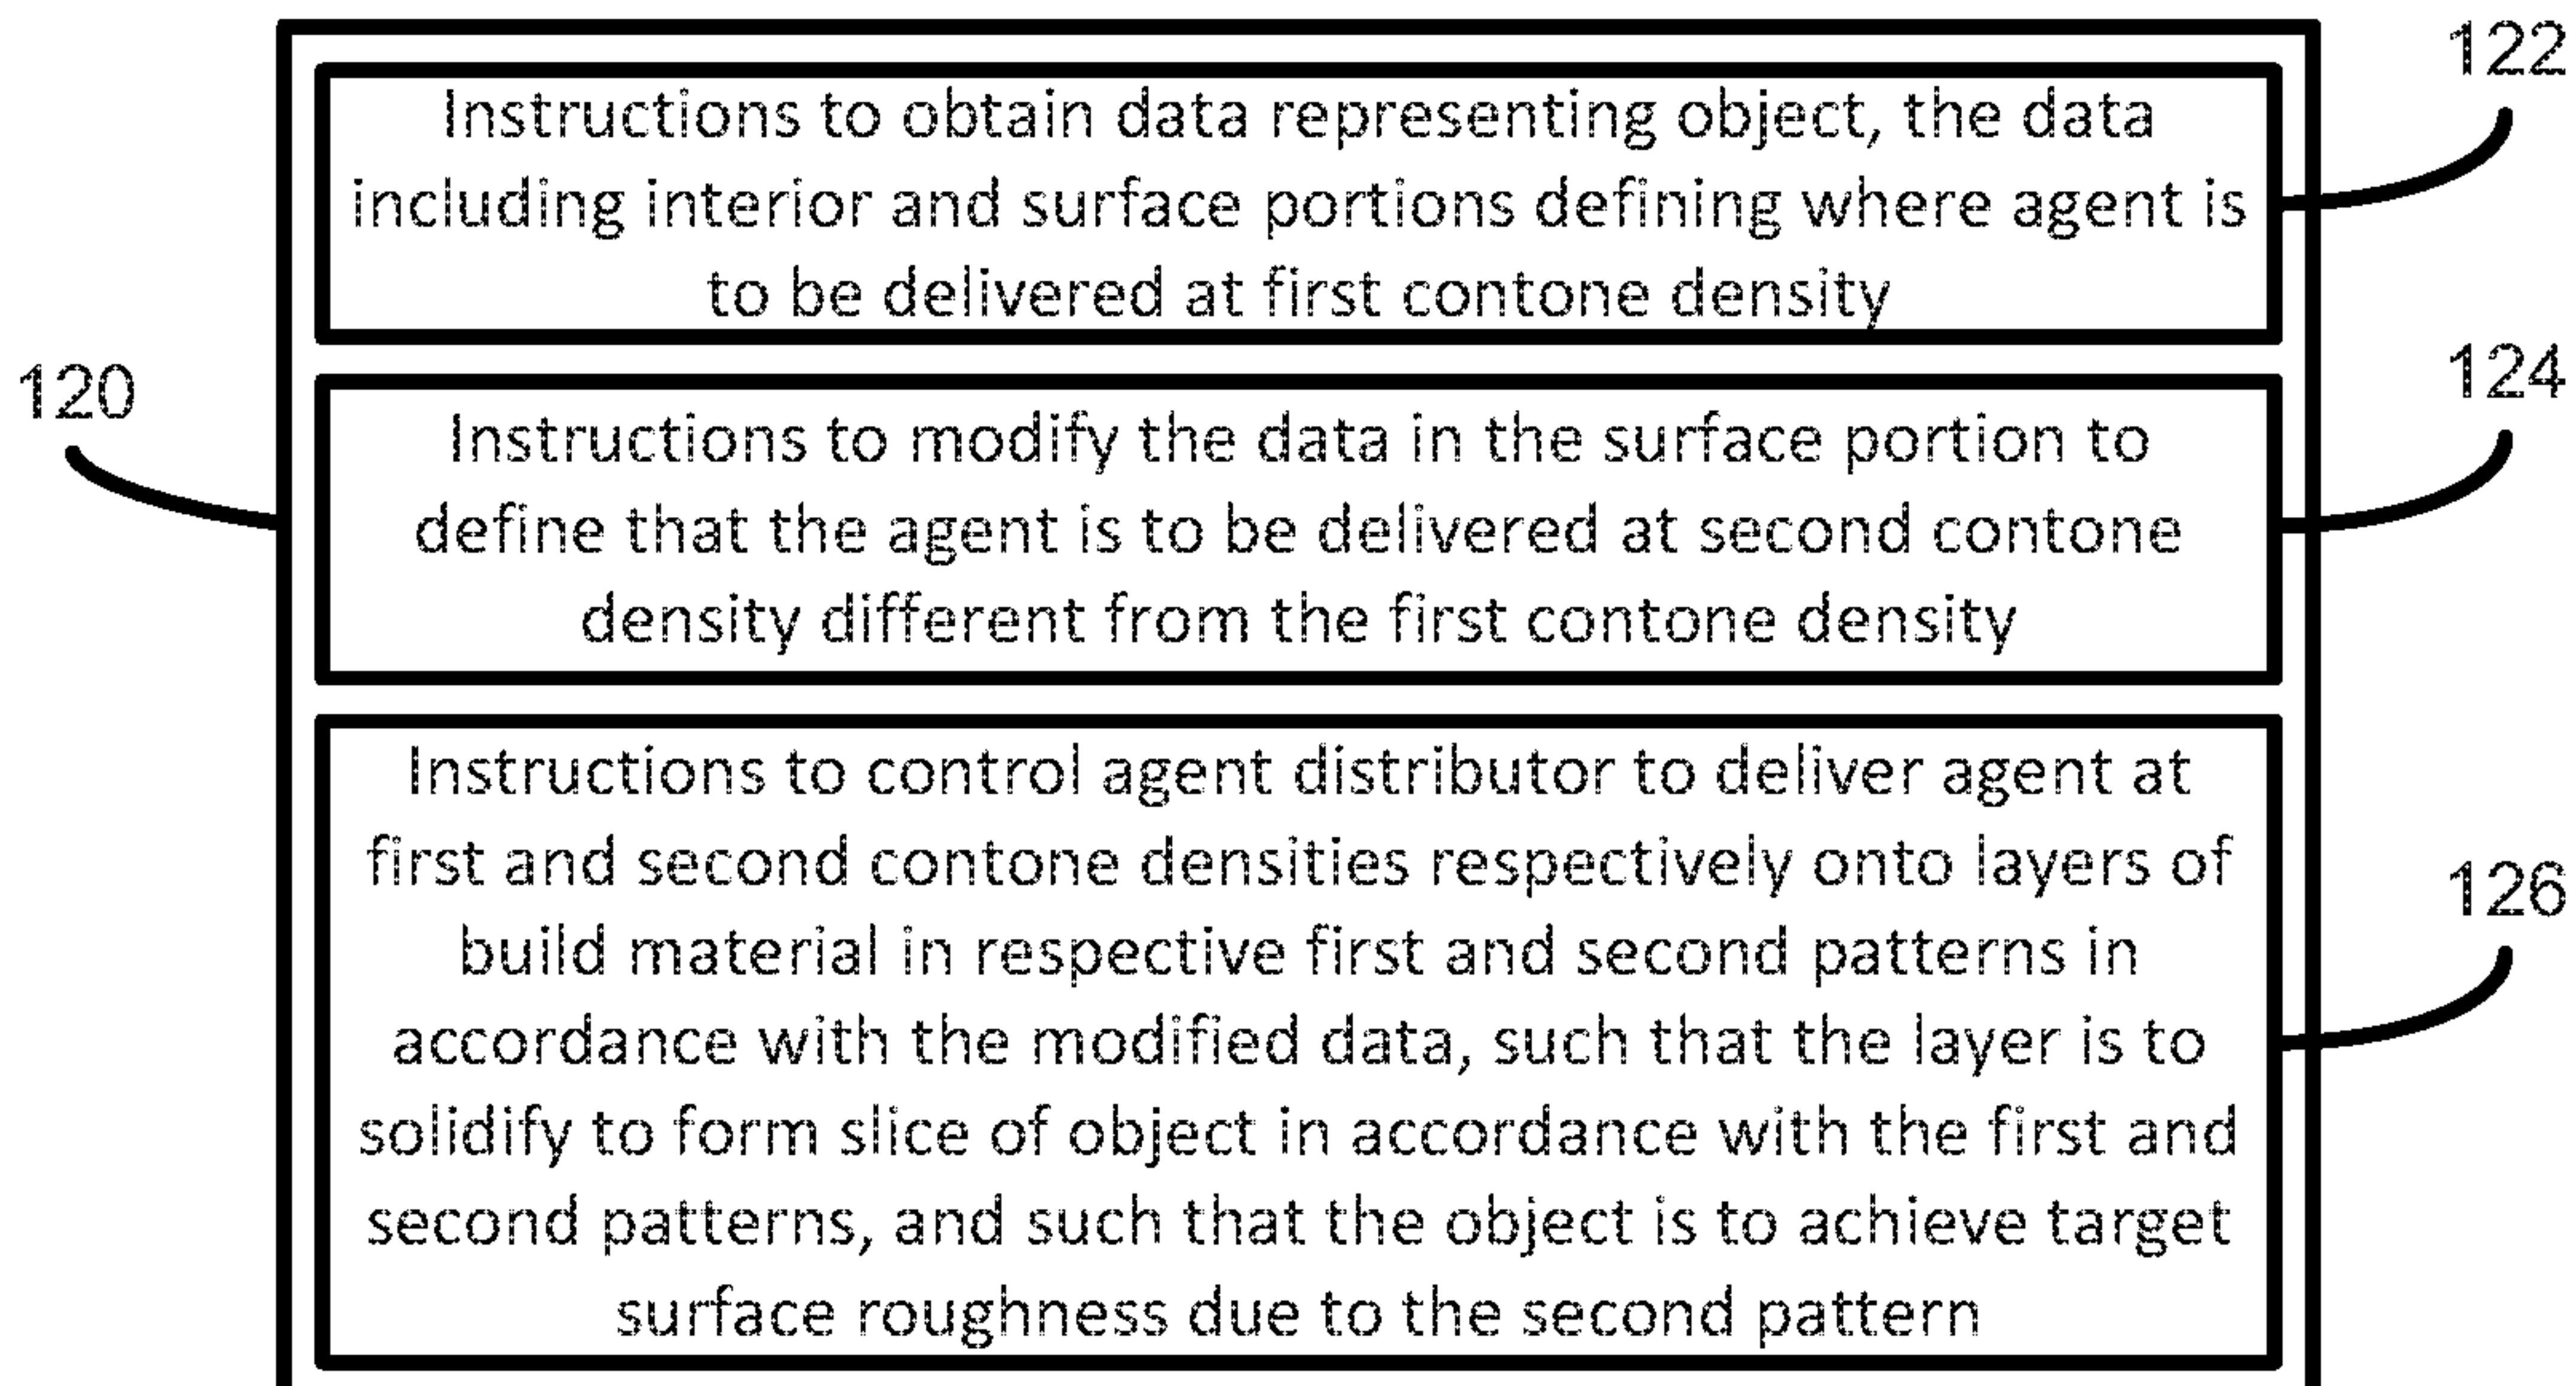 122
Instructions to obtain data representing object, the data
including interior and surface portions defining where agent is
to be delivered at first contone density
120
124
Instructions to modify the data in the surface portion to
define that the agent is to be delivered at second contone
density different from the first contone density
126
Instructions to control agent distributor to deliver agent at
first and second contone densities respectively onto layers of
build material in respective first and second patterns in
accordance with the modified data, such that the layer is to
solidify to form slice of object in accordance with the first and
second patterns, and such that the object is to achieve target
surface roughness due to the second pattern